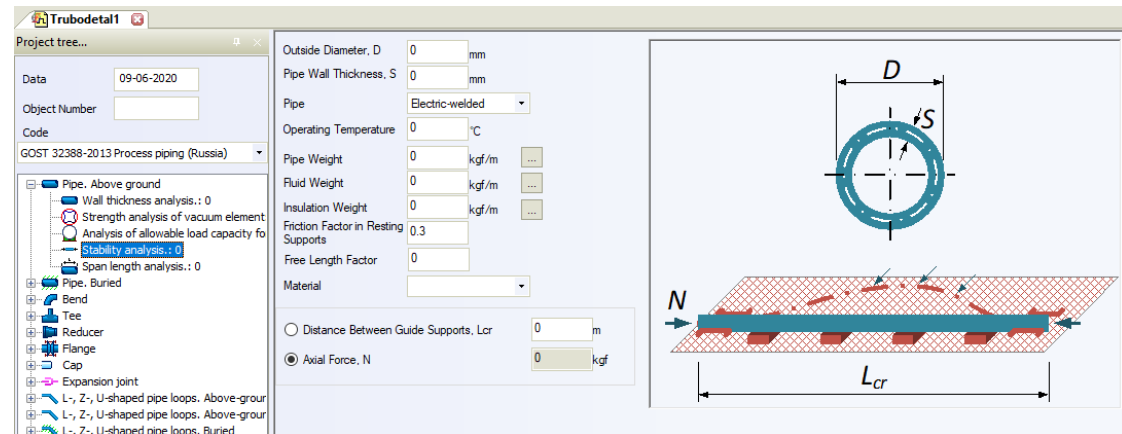 Trubodetal1
Project tree...
Data 09-06-2020
Object Number
Code
GOST 32388-2013 Process piping (Russia)
Pipe. Above ground
Wall thickness analysis.: 0
Strength analysis of vacuum element
Analysis of allowable load capacity fo
Stability analysis.: 0
Span length analysis.: 0
Pipe. Buried
Bend
Tee
Reducer
Flange
Cap
Expansion joint
L-, Z-, U-shaped pipe loops. Above-grour
L-, Z-, U-shaped pipe loops. Above-grour
L-, Z-, U-shaped pipe loops. Buried
Outside Diameter, D 0 mm
Pipe Wall Thickness, S 0 mm
Pipe Electric-welded
Operating Temperature 0 °C
Pipe Weight 0 kgf/m ...
Fluid Weight 0 kgf/m ...
Insulation Weight 0 kgf/m ...
Friction Factor in Resting
Supports 0.3
Free Length Factor 0
Material
Distance Between Guide Supports, Lcr 0 m
Axial Force, N 0 kgf
D
S
N
Lcr